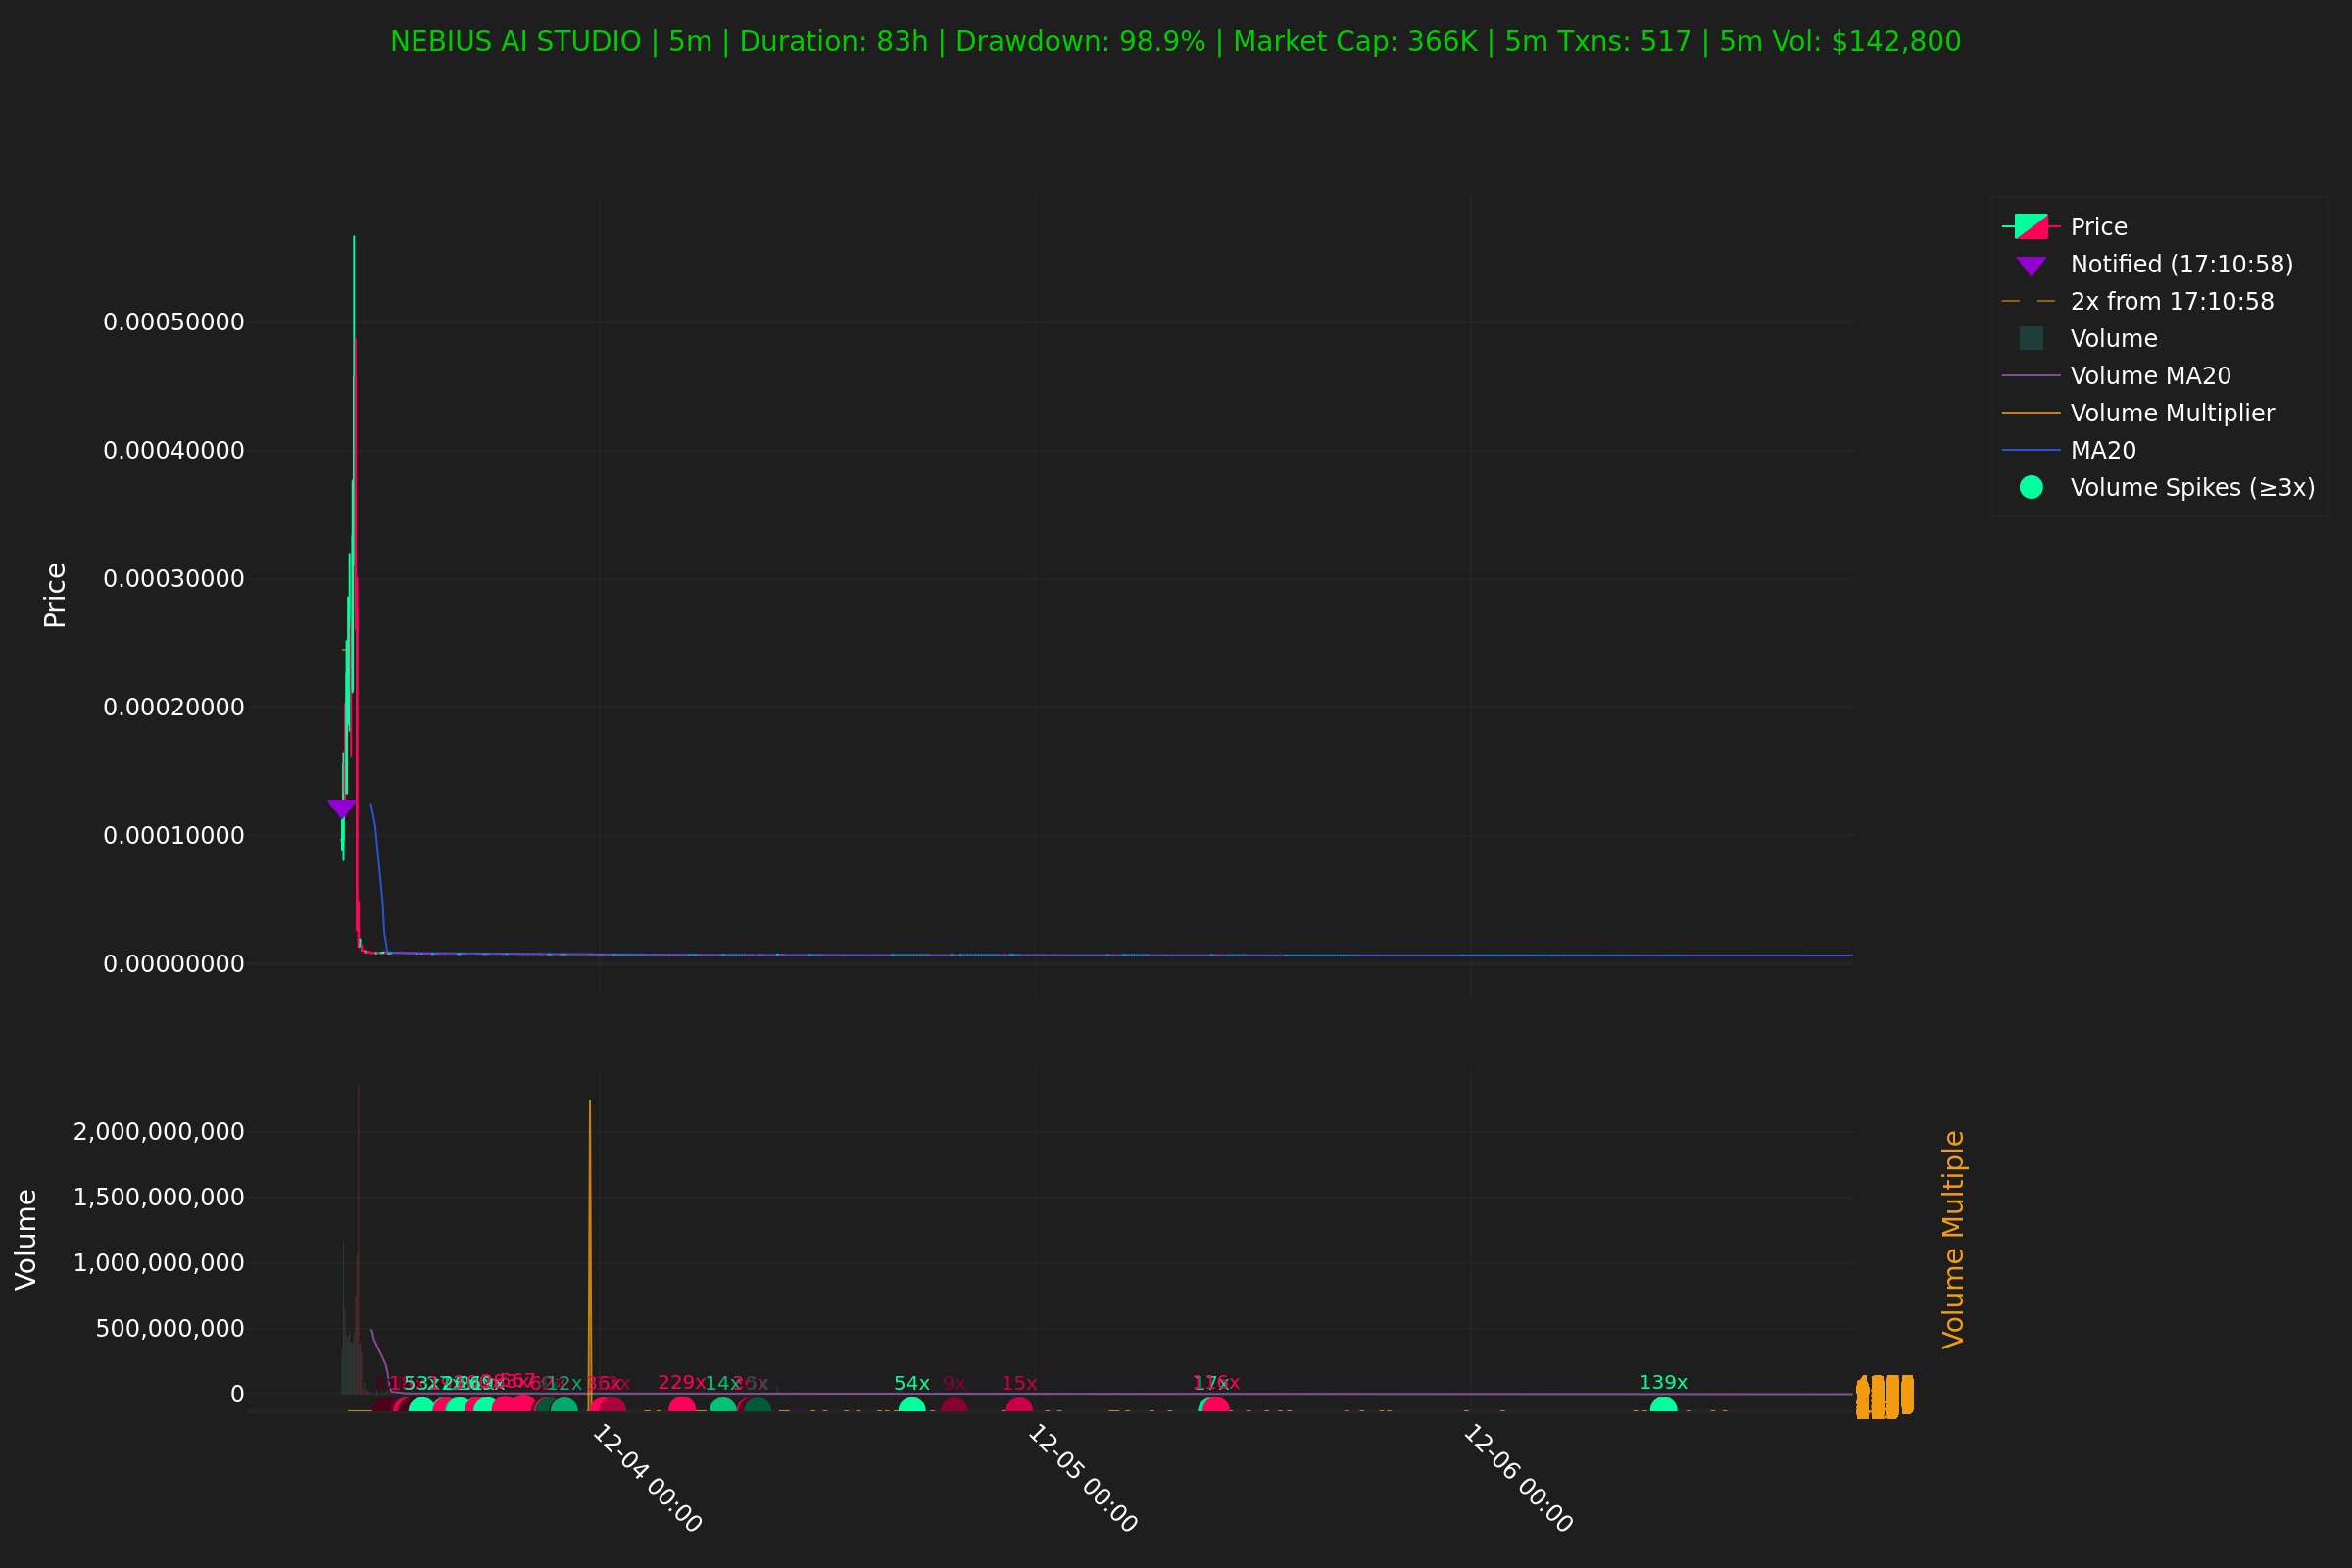 NEBIUS AI STUDIO | 5m | Duration: 83h | Drawdown: 98.9% | Market Cap: 366K | 5m Txns: 517 | 5m Vol: $142,800
Price
Notified (17:10:58)
2x from 17:10:58
Volume
Volume MA20
Volume Multiplier
MA20
Volume Spikes (≥3x)
Price
0.00050000
0.00040000
0.00030000
0.00020000
0.00010000
0.00000000
Volume
2,000,000,000
1,500,000,000
1,000,000,000
500,000,000
0
Volume Multiple
53x
12x
229x
14x
54x
9x
15x
17x
116x
139x
12-04 00:00
12-05 00:00
12-06 00:00